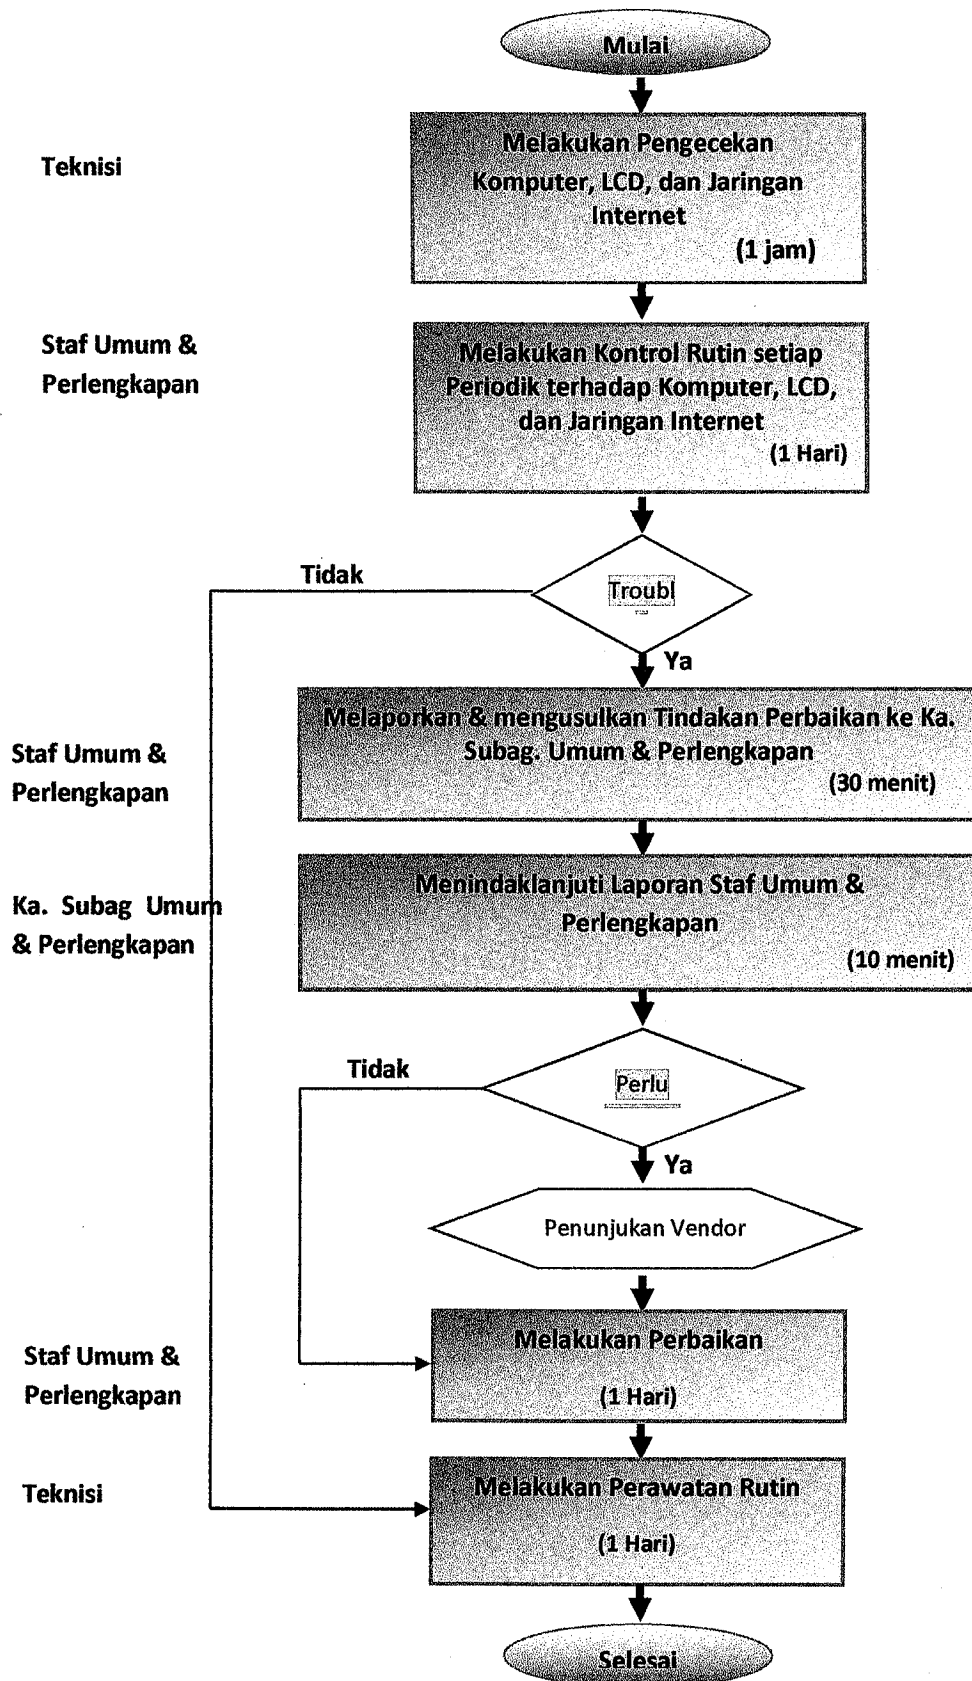 Mulai
Teknisi
Melakukan Pengecekan
Komputer, LCD, dan Jaringan
Internet
(1 jam)
Staf Umum &
Perlengkapan
Melakukan Kontrol Rutin setiap
Periodik terhadap Komputer, LCD,
dan Jaringan Internet
(1 Hari)
Tidak
Troubl
Ya
Staf Umum &
Perlengkapan
Melaporkan & mengusulkan Tindakan Perbaikan ke Ka.
Subag. Umum & Perlengkapan
(30 menit)
Ka. Subag Umum
& Perlengkapan
Menindaklanjuti Laporan Staf Umum &
Perlengkapan
(10 menit)
Tidak
Perlu
Ya
Penunjukan Vendor
Staf Umum &
Perlengkapan
Melakukan Perbaikan
(1 Hari)
Teknisi
Melakukan Perawatan Rutin
(1 Hari)
Selesai